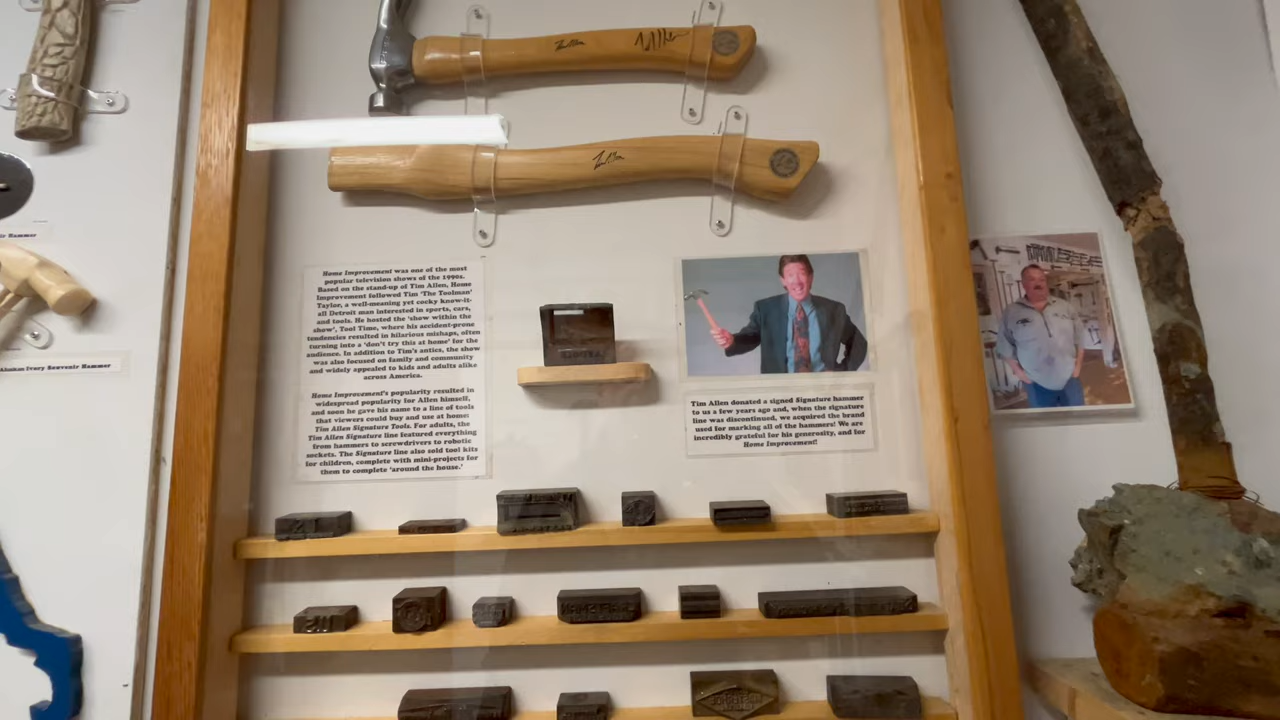 Home Improvement was one of the most
popular television shows of the 1990s.
Based on the stand-up of Tim Allen, Home
Improvement followed Tim 'The Toolman'
Taylor, a well-meaning yet cocky know-it-
all Detroit man interested in sports, cars,
and tools. He hosted the 'show within the
show', Tool Time, where his accident-prone
tendencies resulted in hilarious mishaps, often
turning into a 'don't try this at home' for the
audience. In addition to Tim's antics, the show
was also focused on family and community
and widely appealed to kids and adults alike
across America.
Home Improvement's popularity resulted in
widespread popularity for Allen himself,
and soon he gave his name to a line of tools
that viewers could buy and use at home:
Tim Allen Signature Tools. For adults, the
Tim Allen Signature line featured everything
from hammers to screwdrivers to robotic
sockets. The Signature line also sold tool kits
for children, complete with mini-projects for
them to complete 'around the house.'
Tim Allen donated a signed Signature hammer
to us a few years ago and, when the signature
line was discontinued, we acquired the brand
used for marking all of the hammers! We are
incredibly grateful for his generosity, and for
Home Improvement!
Hammer
Ivory Souvenir Hammer